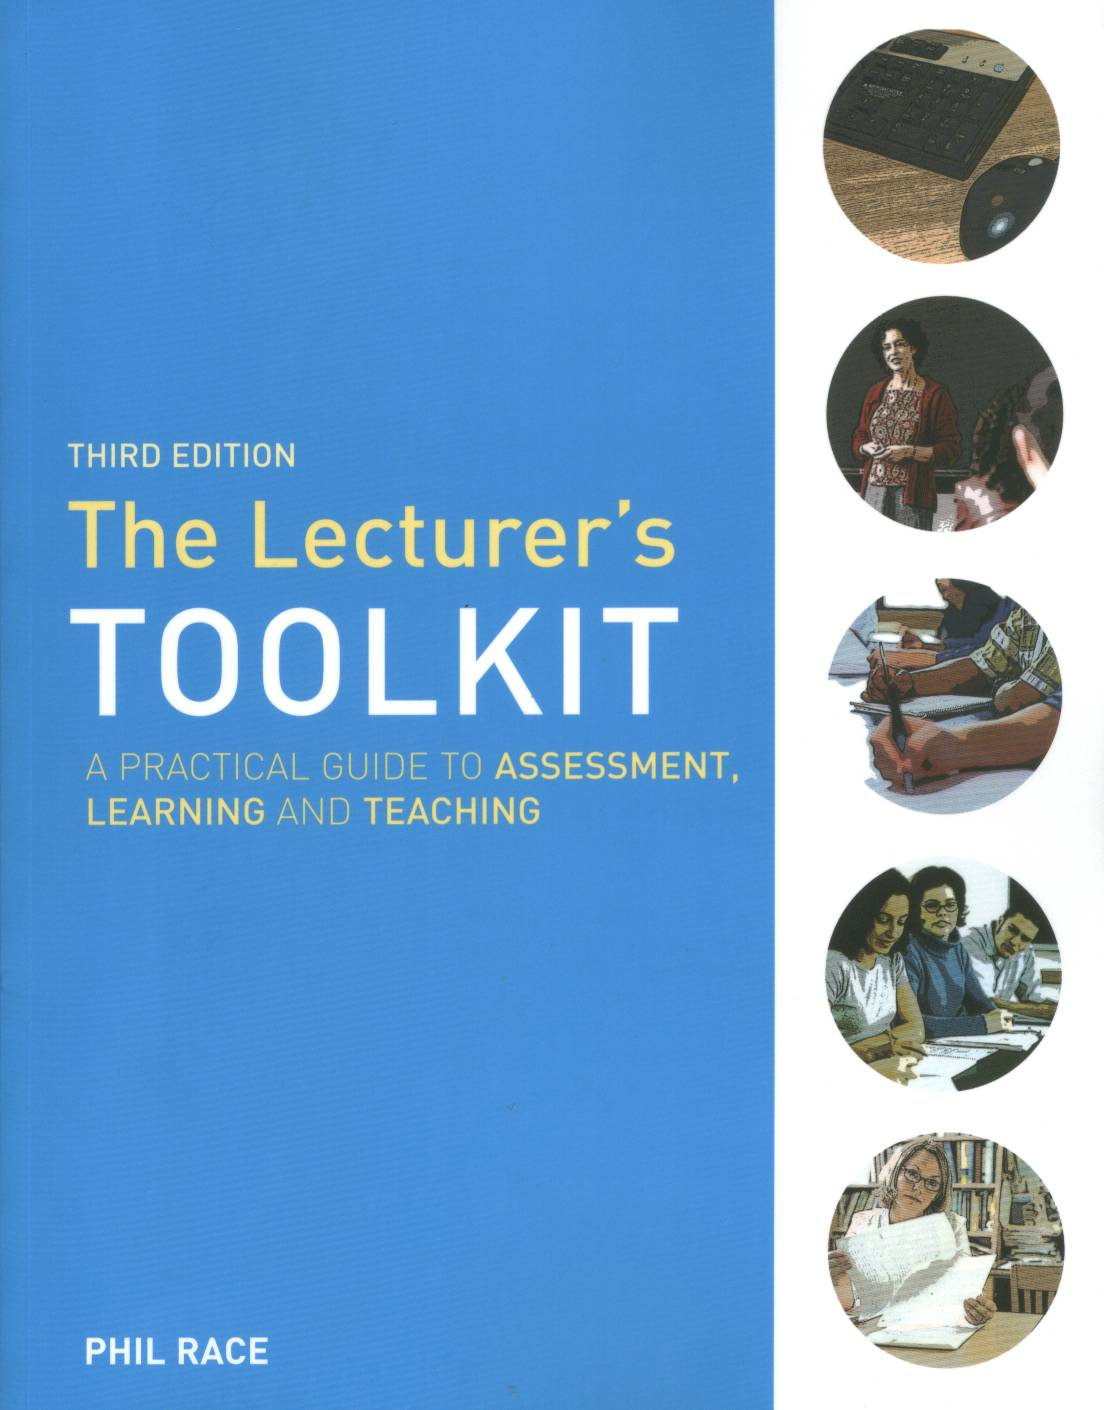 THIRD EDITION
The Lecturer's
TOOLKIT
A PRACTICAL GUIDE TO ASSESSMENT,
LEARNING AND TEACHING
PHIL RACE